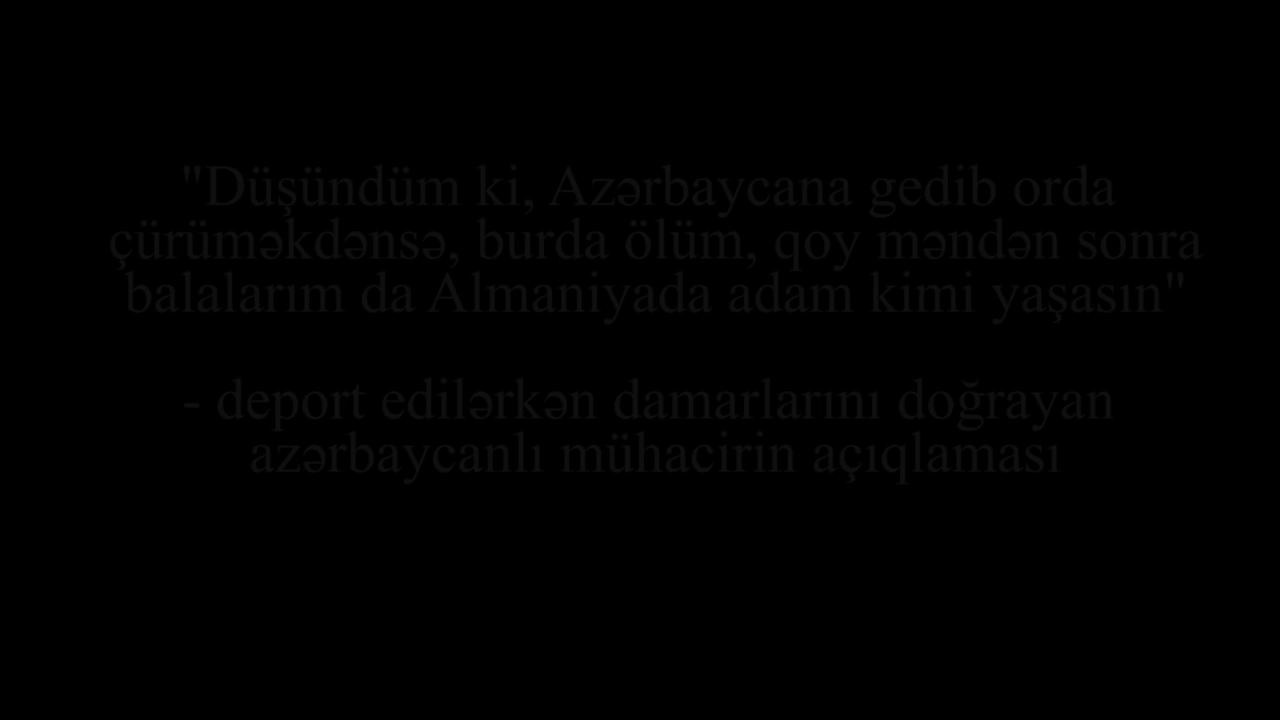 "Düşündüm ki, Azərbaycana gedib orda
çürüməkdənsə, burda ölüm, qoy məndən sonra
balalarım da Almaniyada adam kimi yaşasın"
- deport edilərkən damarlarını doğrayan
azərbaycanlı mühacirin açıqlaması